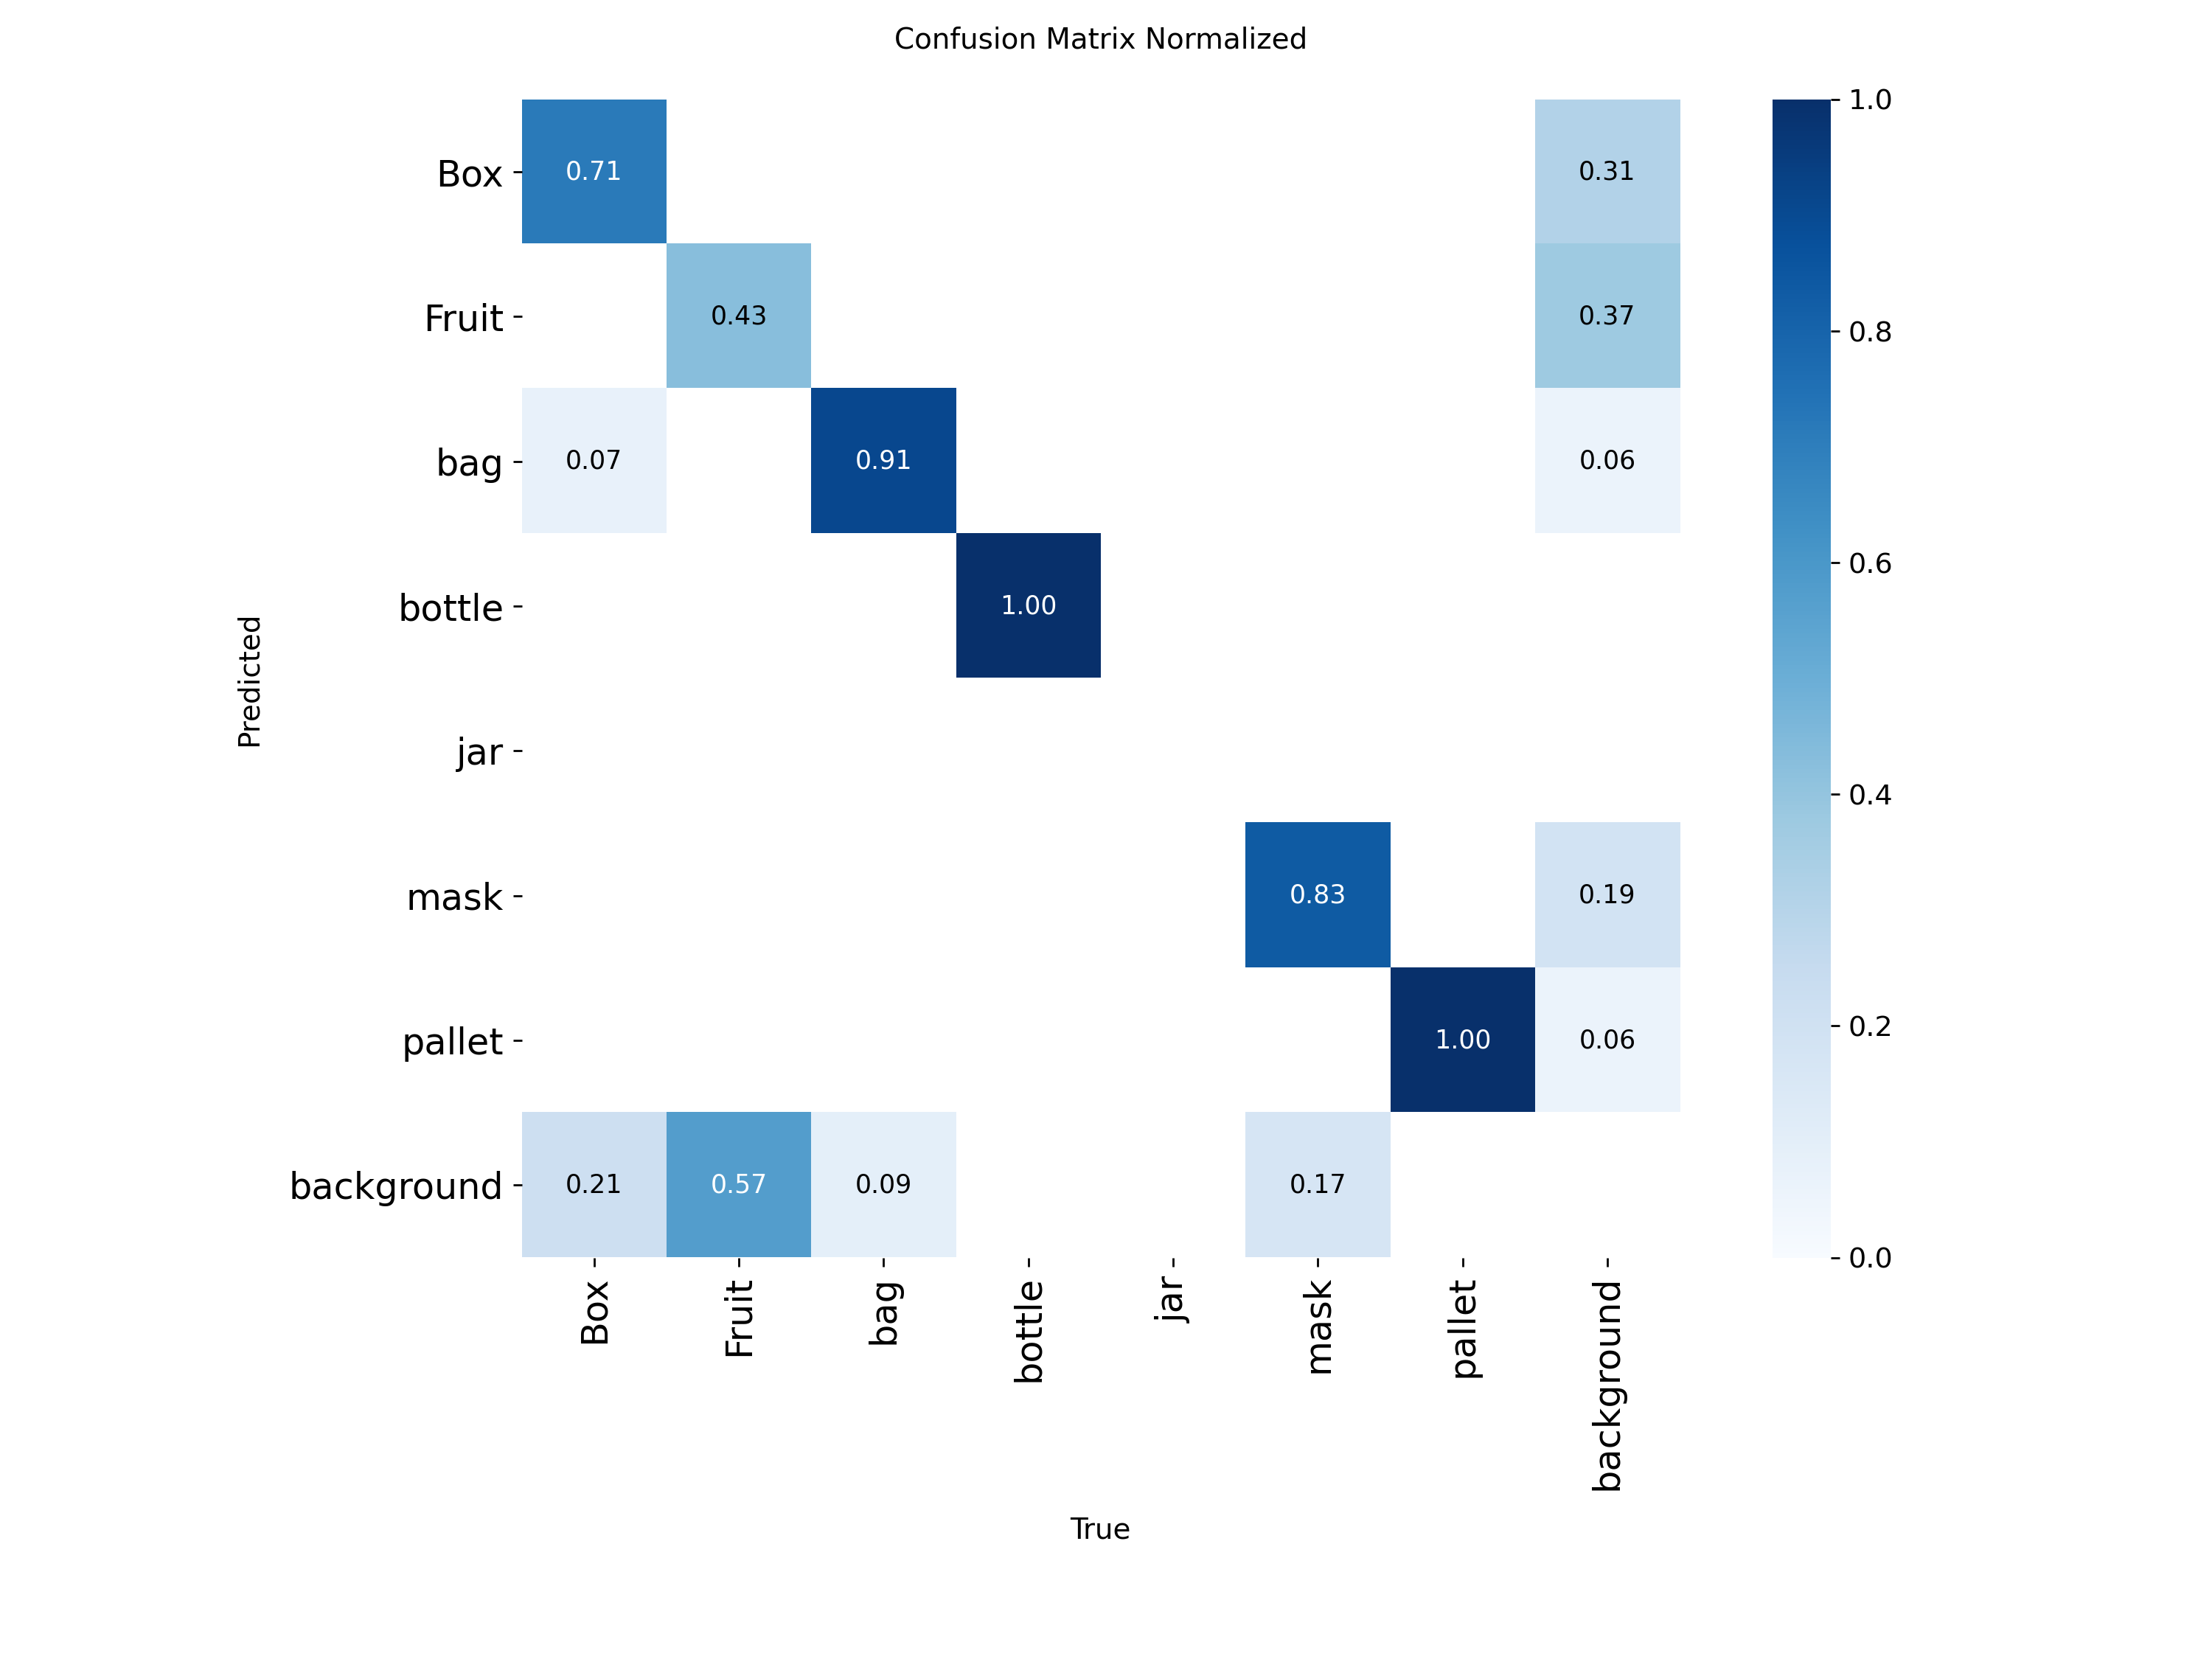 Confusion Matrix Normalized
Box 0.71 0.31 1.0
Fruit 0.43 0.37 0.8
bag 0.07 0.91 0.06
bottle 1.00 0.6
Predicted
jar 0.4
mask 0.83 0.19
pallet 1.00 0.06 0.2
background 0.21 0.57 0.09 0.17 0.0
Box Fruit bag bottle jar mask pallet background
True